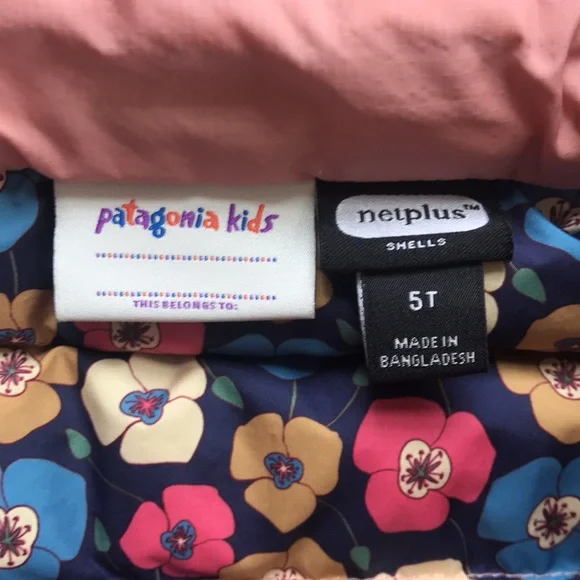 patagonia kids
THIS BELONGS TO:
netplus™
SHELLS
5T
MADE IN
BANGLADESH